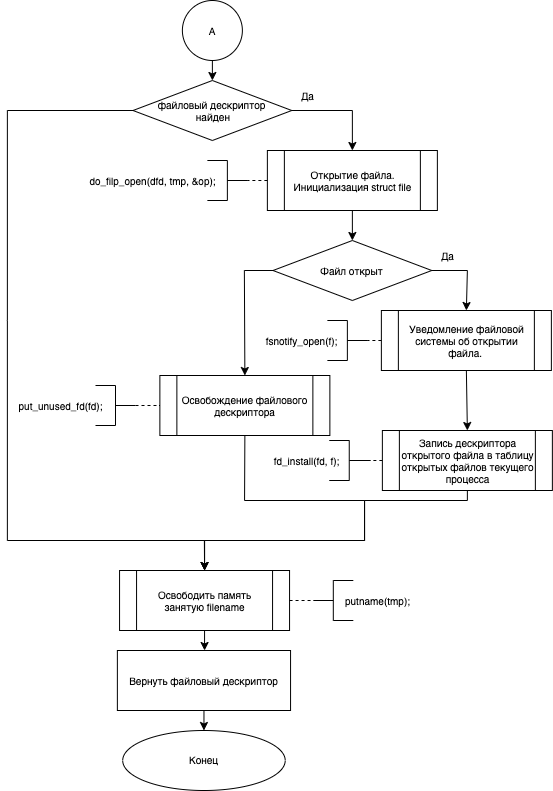 A
файловый дескриптор
найден
Да
do_filp_open(dfd, tmp, &op);
Открытие файла.
Инициализация struct file
Файл открыт
Да
fsnotify_open(f);
Уведомление файловой
системы об открытии
файла.
put_unused_fd(fd);
Освобождение файлового
дескриптора
fd_install(fd, f);
Запись дескриптора
открытого файла в таблицу
открытых файлов текущего
процесса
Освободить память
занятую filename
putname(tmp);
Вернуть файловый дескриптор
Конец